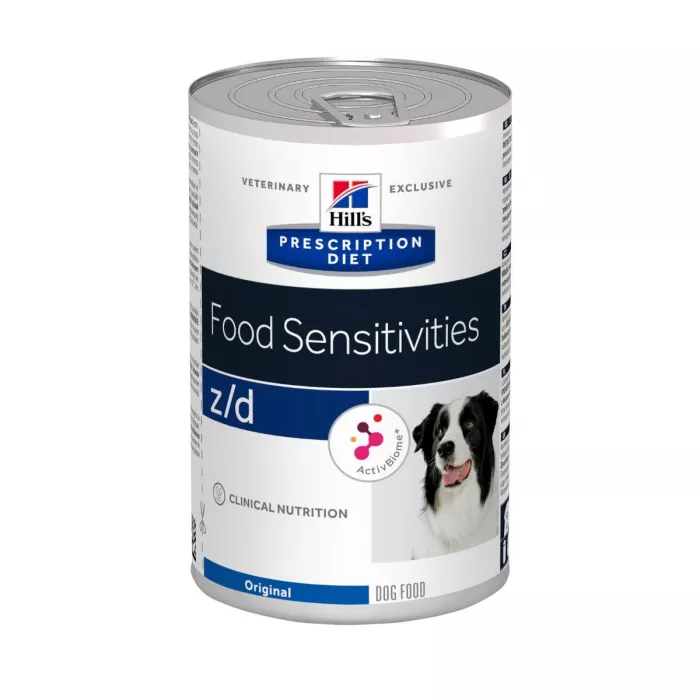 VETERINARY EXCLUSIVE
Hill's
PRESCRIPTION
DIET
Food Sensitivities
z/d
ActivBiome+
CLINICAL NUTRITION
Original
DOG FOOD